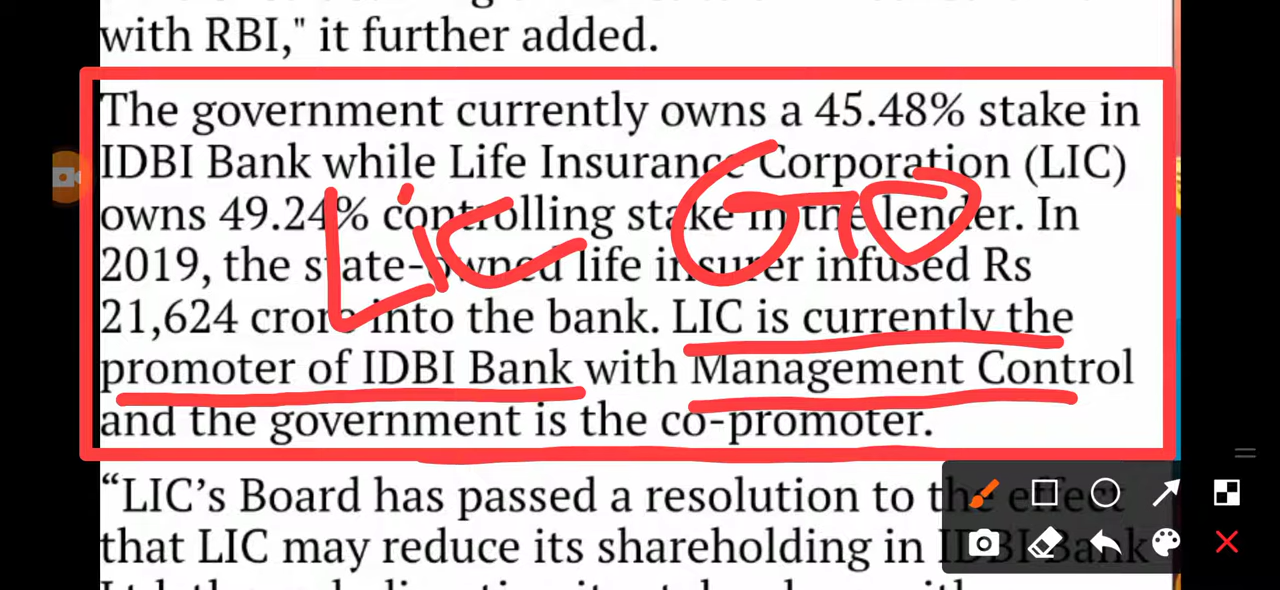 with RBI," it further added.
The government currently owns a 45.48% stake in
IDBI Bank while Life Insurance Corporation (LIC)
owns 49.24% controlling stake in the lender. In
2019, the state-owned life insurer infused Rs
21,624 crore into the bank. LIC is currently the
promoter of IDBI Bank with Management Control
and the government is the co-promoter.
Lic GO
“LIC’s Board has passed a resolution to the effect
that LIC may reduce its shareholding in IDBI Bank